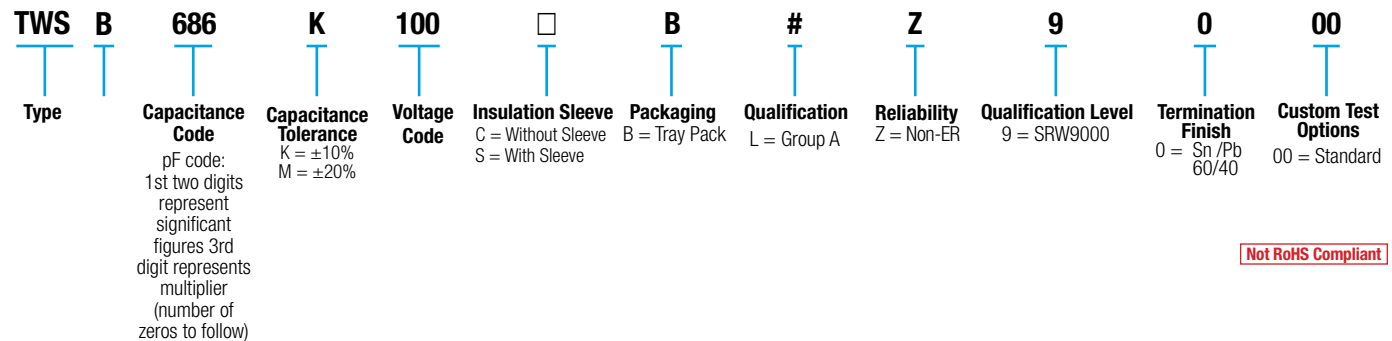 TWS B 686 K 100 □ B # Z 9 0 00
Type
Capacitance
Code
pF code:
1st two digits
represent
significant
figures 3rd
digit represents
multiplier
(number of
zeros to follow)
Capacitance
Tolerance
K = ±10%
M = ±20%
Voltage
Code
Insulation Sleeve
C = Without Sleeve
S = With Sleeve
Packaging
B = Tray Pack
Qualification
L = Group A
Reliability
Z = Non-ER
Qualification Level
9 = SRW9000
Termination
Finish
0 = Sn /Pb
60/40
Custom Test
Options
00 = Standard
Not RoHS Compliant